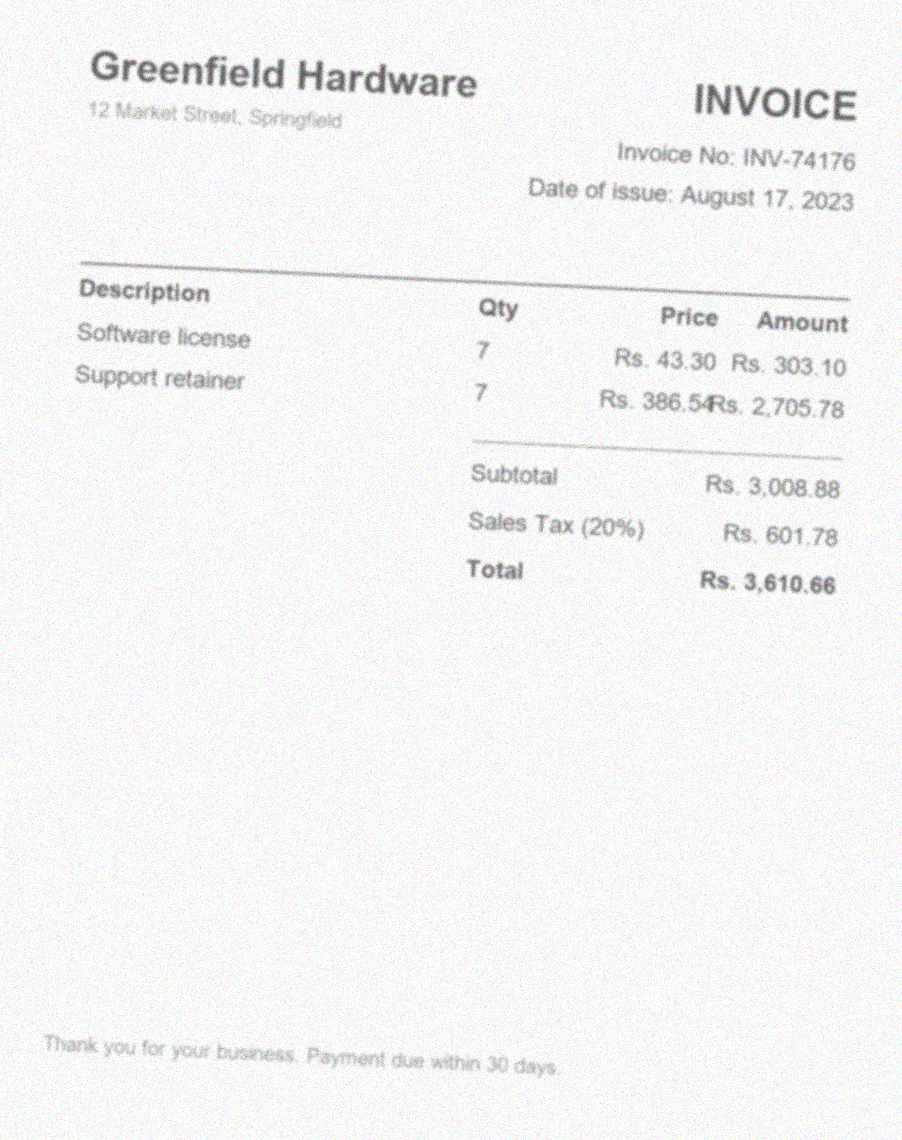 Greenfield Hardware
12 Market Street, Springfield
INVOICE
Invoice No: INV-74176
Date of issue: August 17, 2023
Description Qty Price Amount
Software license 7 Rs. 43.30 Rs. 303.10
Support retainer 7 Rs. 386.54 Rs. 2,705.78
Subtotal Rs. 3,008.88
Sales Tax (20%) Rs. 601.78
Total Rs. 3,610.66
Thank you for your business. Payment due within 30 days.